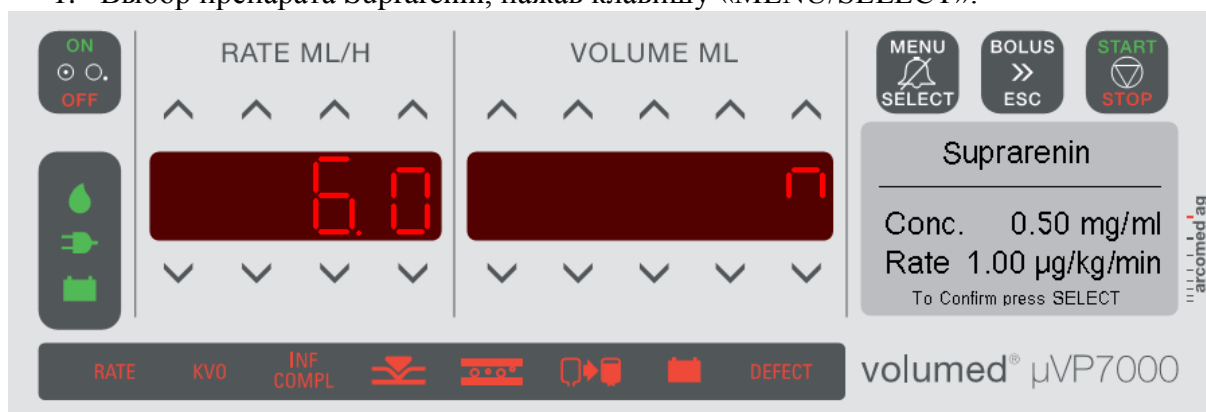 1. Выбор препарата Suprarenin, нажав клавишу «MENU/SELECT».
ON
OFF
RATE ML/H
VOLUME ML
MENU
SELECT
BOLUS
ESC
START
STOP
6.0
n
Suprarenin
Conc. 0.50 mg/ml
Rate 1.00 µg/kg/min
To Confirm press SELECT
arcomed ag
RATE
KVO
INF
COMPL
DEFECT
volumed® µVP7000